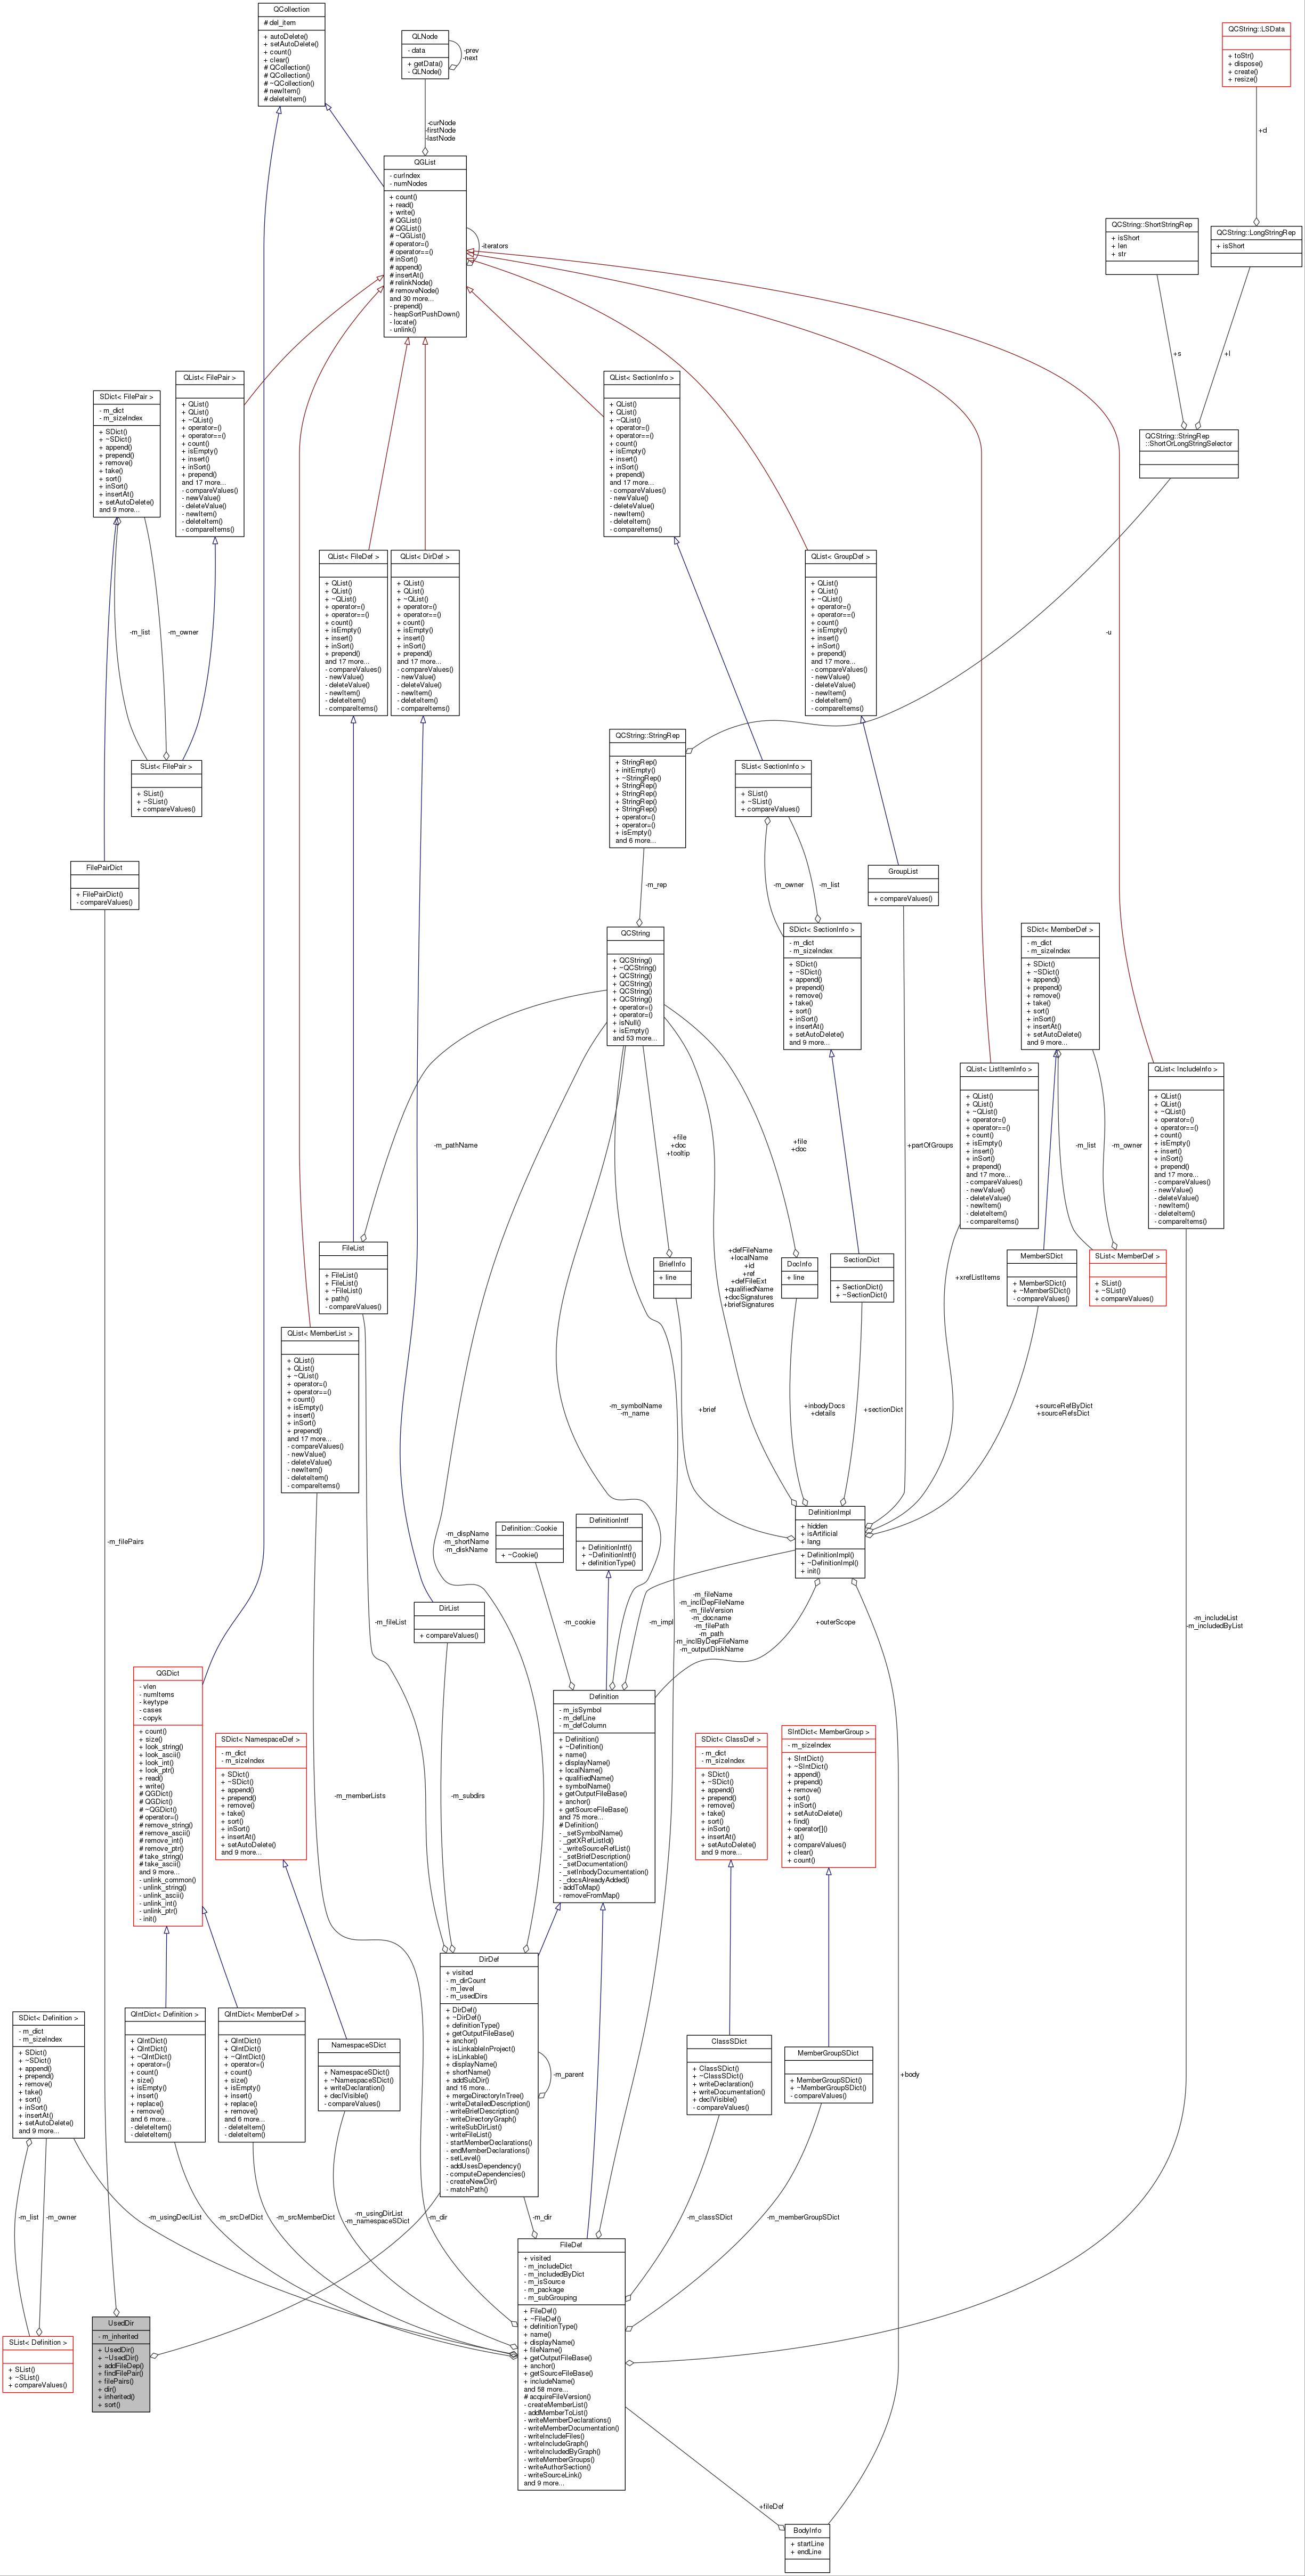 QCollection
# del_item
+ autoDelete()
+ setAutoDelete()
+ count()
+ clear()
# QCollection()
# QCollection()
# ~QCollection()
# newItem()
# deleteItem()
QLNode
- data
+ getData()
- QLNode()
-prev
-next
QCString::LSData
+ toStr()
+ dispose()
+ create()
+ resize()
-curNode
-firstNode
-lastNode
+d
QGList
- curIndex
- numNodes
+ count()
+ read()
+ write()
# QGList()
# QGList()
# ~QGList()
# operator=()
# operator==()
# inSort()
# append()
# insertAt()
# relinkNode()
# removeNode()
and 30 more...
- prepend()
- heapSortPushDown()
- locate()
- unlink()
-iterators
QCString::ShortStringRep
+ isShort
+ len
+ str
QCString::LongStringRep
+ isShort
+s
+l
QList< FilePair >
+ QList()
+ QList()
+ ~QList()
+ operator=()
+ operator==()
+ count()
+ isEmpty()
+ insert()
+ inSort()
+ prepend()
and 17 more...
- compareValues()
- newValue()
- deleteValue()
- newItem()
- deleteItem()
- compareItems()
SDict< FilePair >
- m_dict
- m_sizeIndex
+ SDict()
+ ~SDict()
+ append()
+ prepend()
+ remove()
+ take()
+ sort()
+ inSort()
+ insertAt()
+ setAutoDelete()
and 9 more...
QList< SectionInfo >
+ QList()
+ QList()
+ ~QList()
+ operator=()
+ operator==()
+ count()
+ isEmpty()
+ insert()
+ inSort()
+ prepend()
and 17 more...
- compareValues()
- newValue()
- deleteValue()
- newItem()
- deleteItem()
- compareItems()
QCString::StringRep
::ShortOrLongStringSelector
QList< FileDef >
+ QList()
+ QList()
+ ~QList()
+ operator=()
+ operator==()
+ count()
+ isEmpty()
+ insert()
+ inSort()
+ prepend()
and 17 more...
- compareValues()
- newValue()
- deleteValue()
- newItem()
- deleteItem()
- compareItems()
QList< DirDef >
+ QList()
+ QList()
+ ~QList()
+ operator=()
+ operator==()
+ count()
+ isEmpty()
+ insert()
+ inSort()
+ prepend()
and 17 more...
- compareValues()
- newValue()
- deleteValue()
- newItem()
- deleteItem()
- compareItems()
QList< GroupDef >
+ QList()
+ QList()
+ ~QList()
+ operator=()
+ operator==()
+ count()
+ isEmpty()
+ insert()
+ inSort()
+ prepend()
and 17 more...
- compareValues()
- newValue()
- deleteValue()
- newItem()
- deleteItem()
- compareItems()
-m_list
-m_owner
-u
QCString::StringRep
+ StringRep()
+ initEmpty()
+ ~StringRep()
+ StringRep()
+ StringRep()
+ StringRep()
+ StringRep()
+ operator=()
+ operator=()
+ isEmpty()
and 6 more...
SList< FilePair >
+ SList()
+ ~SList()
+ compareValues()
SList< SectionInfo >
+ SList()
+ ~SList()
+ compareValues()
FilePairDict
+ FilePairDict()
- compareValues()
GroupList
+ compareValues()
-m_rep
-m_owner
-m_list
QCString
+ QCString()
+ ~QCString()
+ QCString()
+ QCString()
+ QCString()
+ QCString()
+ operator=()
+ operator=()
+ isNull()
+ isEmpty()
and 53 more...
SDict< SectionInfo >
- m_dict
- m_sizeIndex
+ SDict()
+ ~SDict()
+ append()
+ prepend()
+ remove()
+ take()
+ sort()
+ inSort()
+ insertAt()
+ setAutoDelete()
and 9 more...
SDict< MemberDef >
- m_dict
- m_sizeIndex
+ SDict()
+ ~SDict()
+ append()
+ prepend()
+ remove()
+ take()
+ sort()
+ inSort()
+ insertAt()
+ setAutoDelete()
and 9 more...
QList< ListItemInfo >
+ QList()
+ QList()
+ ~QList()
+ operator=()
+ operator==()
+ count()
+ isEmpty()
+ insert()
+ inSort()
+ prepend()
and 17 more...
- compareValues()
- newValue()
- deleteValue()
- newItem()
- deleteItem()
- compareItems()
QList< IncludeInfo >
+ QList()
+ QList()
+ ~QList()
+ operator=()
+ operator==()
+ count()
+ isEmpty()
+ insert()
+ inSort()
+ prepend()
and 17 more...
- compareValues()
- newValue()
- deleteValue()
- newItem()
- deleteItem()
- compareItems()
-m_pathName
+file
+doc
+tooltip
+file
+doc
+partOfGroups
-m_list
-m_owner
FileList
+ FileList()
+ FileList()
+ ~FileList()
+ path()
- compareValues()
BriefInfo
+ line
+defFileName
+localName
+id
+ref
+defFileExt
+qualifiedName
+docSignatures
+briefSignatures
DocInfo
+ line
SectionDict
+ SectionDict()
+ ~SectionDict()
+xrefListItems
MemberSDict
+ MemberSDict()
+ ~MemberSDict()
- compareValues()
SList< MemberDef >
+ SList()
+ ~SList()
+ compareValues()
QList< MemberList >
+ QList()
+ QList()
+ ~QList()
+ operator=()
+ operator==()
+ count()
+ isEmpty()
+ insert()
+ inSort()
+ prepend()
and 17 more...
- compareValues()
- newValue()
- deleteValue()
- newItem()
- deleteItem()
- compareItems()
-m_symbolName
-m_name
+brief
+inbodyDocs
+details
+sectionDict
+sourceRefByDict
+sourceRefsDict
-m_filePairs
-m_dispName
-m_shortName
-m_diskName
Definition::Cookie
+ ~Cookie()
DefinitionIntf
+ DefinitionIntf()
+ ~DefinitionIntf()
+ definitionType()
DefinitionImpl
+ hidden
+ isArtificial
+ lang
+ DefinitionImpl()
+ ~DefinitionImpl()
+ init()
-m_fileList
DirList
+ compareValues()
-m_cookie
-m_impl
-m_fileName
-m_inclDepFileName
-m_fileVersion
-m_docname
-m_filePath
-m_path
-m_inclByDepFileName
-m_outputDiskName
+outerScope
-m_includeList
-m_includedByList
QGDict
- vlen
- numItems
- keytype
- cases
- copyk
+ count()
+ size()
+ look_string()
+ look_ascii()
+ look_int()
+ look_ptr()
+ read()
+ write()
# QGDict()
# QGDict()
# ~QGDict()
# operator=()
# remove_string()
# remove_ascii()
# remove_int()
# remove_ptr()
# take_string()
# take_ascii()
and 9 more...
- unlink_common()
- unlink_string()
- unlink_ascii()
- unlink_int()
- unlink_ptr()
- init()
SDict< NamespaceDef >
- m_dict
- m_sizeIndex
+ SDict()
+ ~SDict()
+ append()
+ prepend()
+ remove()
+ take()
+ sort()
+ inSort()
+ insertAt()
+ setAutoDelete()
and 9 more...
-m_memberLists
-m_subdirs
Definition
- m_isSymbol
- m_defLine
- m_defColumn
+ Definition()
+ ~Definition()
+ name()
+ displayName()
+ localName()
+ qualifiedName()
+ symbolName()
+ getOutputFileBase()
+ anchor()
+ getSourceFileBase()
and 75 more...
# Definition()
- _setSymbolName()
- _getXRefListId()
- _writeSourceRefList()
- _setBriefDescription()
- _setDocumentation()
- _setInbodyDocumentation()
- _docsAlreadyAdded()
- addToMap()
- removeFromMap()
SDict< ClassDef >
- m_dict
- m_sizeIndex
+ SDict()
+ ~SDict()
+ append()
+ prepend()
+ remove()
+ take()
+ sort()
+ inSort()
+ insertAt()
+ setAutoDelete()
and 9 more...
SIntDict< MemberGroup >
- m_sizeIndex
+ SIntDict()
+ ~SIntDict()
+ append()
+ prepend()
+ remove()
+ sort()
+ inSort()
+ setAutoDelete()
+ find()
+ operator[]()
+ at()
+ compareValues()
+ clear()
+ count()
SDict< Definition >
- m_dict
- m_sizeIndex
+ SDict()
+ ~SDict()
+ append()
+ prepend()
+ remove()
+ take()
+ sort()
+ inSort()
+ insertAt()
+ setAutoDelete()
and 9 more...
QIntDict< Definition >
+ QIntDict()
+ QIntDict()
+ ~QIntDict()
+ operator=()
+ count()
+ size()
+ isEmpty()
+ insert()
+ replace()
+ remove()
and 6 more...
- deleteItem()
- deleteItem()
QIntDict< MemberDef >
+ QIntDict()
+ QIntDict()
+ ~QIntDict()
+ operator=()
+ count()
+ size()
+ isEmpty()
+ insert()
+ replace()
+ remove()
and 6 more...
- deleteItem()
- deleteItem()
NamespaceSDict
+ NamespaceSDict()
+ ~NamespaceSDict()
+ writeDeclaration()
+ declVisible()
- compareValues()
DirDef
+ visited
- m_dirCount
- m_level
- m_usedDirs
+ DirDef()
+ ~DirDef()
+ definitionType()
+ getOutputFileBase()
+ anchor()
+ isLinkableInProject()
+ isLinkable()
+ displayName()
+ shortName()
+ addSubDir()
and 16 more...
+ mergeDirectoryInTree()
- writeDetailedDescription()
- writeBriefDescription()
- writeDirectoryGraph()
- writeSubDirList()
- writeFileList()
- startMemberDeclarations()
- endMemberDeclarations()
- setLevel()
- addUsesDependency()
- computeDependencies()
- createNewDir()
- matchPath()
-m_parent
ClassSDict
+ ClassSDict()
+ ~ClassSDict()
+ writeDeclaration()
+ writeDocumentation()
+ declVisible()
- compareValues()
MemberGroupSDict
+ MemberGroupSDict()
+ ~MemberGroupSDict()
- compareValues()
+body
-m_list
-m_owner
-m_usingDeclList
-m_srcDefDict
-m_srcMemberDict
-m_usingDirList
-m_namespaceSDict
-m_dir
-m_dir
-m_classSDict
-m_memberGroupSDict
SList< Definition >
+ SList()
+ ~SList()
+ compareValues()
UsedDir
- m_inherited
+ UsedDir()
+ ~UsedDir()
+ addFileDep()
+ findFilePair()
+ filePairs()
+ dir()
+ inherited()
+ sort()
FileDef
+ visited
- m_includeDict
- m_includedByDict
- m_isSource
- m_package
- m_subGrouping
+ FileDef()
+ ~FileDef()
+ definitionType()
+ name()
+ displayName()
+ fileName()
+ getOutputFileBase()
+ anchor()
+ getSourceFileBase()
+ includeName()
and 58 more...
# acquireFileVersion()
- createMemberList()
- addMemberToList()
- writeMemberDeclarations()
- writeMemberDocumentation()
- writeIncludeFiles()
- writeIncludeGraph()
- writeIncludedByGraph()
- writeMemberGroups()
- writeAuthorSection()
- writeSourceLink()
and 9 more...
+fileDef
BodyInfo
+ startLine
+ endLine